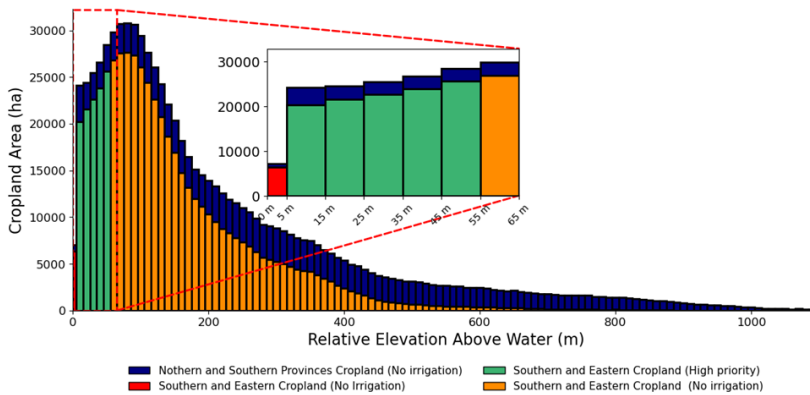 30000
25000
20000
15000
10000
5000
0
Cropland Area (ha)
30000
20000
10000
0
0 m
5 m
15 m
25 m
35 m
45 m
55 m
65 m
0
200
400
600
800
1000
Relative Elevation Above Water (m)
Nothern and Southern Provinces Cropland (No irrigation)
Southern and Eastern Cropland (No Irrigation)
Southern and Eastern Cropland (High priority)
Southern and Eastern Cropland (No irrigation)